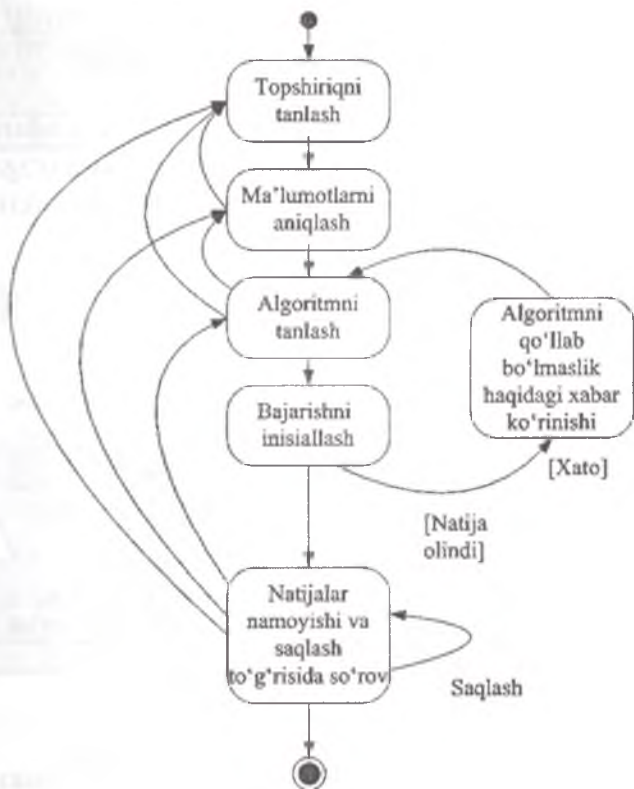 Topshiriqni
tanlash
Ma’lumotlarni
aniqlash
Algoritmni
tanlash
Algoritmni
qo‘llab
bo‘lmaslik
haqidagi xabar
ko‘rinishi
Bajarishni
inisiallash
[Xato]
[Natija
olindi]
Natijalar
namoyishi va
saqlash
to‘g‘risida so‘rov
Saqlash